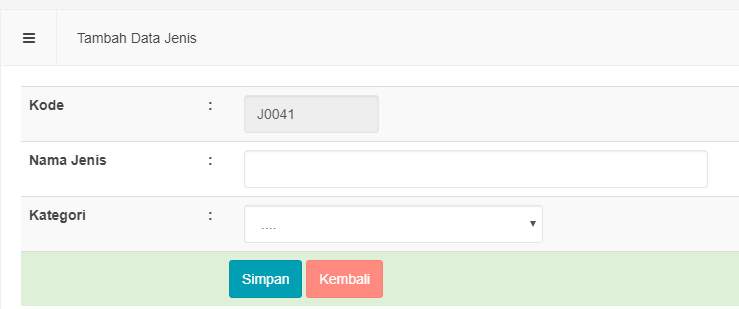 Tambah Data Jenis
Kode : J0041
Nama Jenis :
Kategori : ....
Simpan Kembali